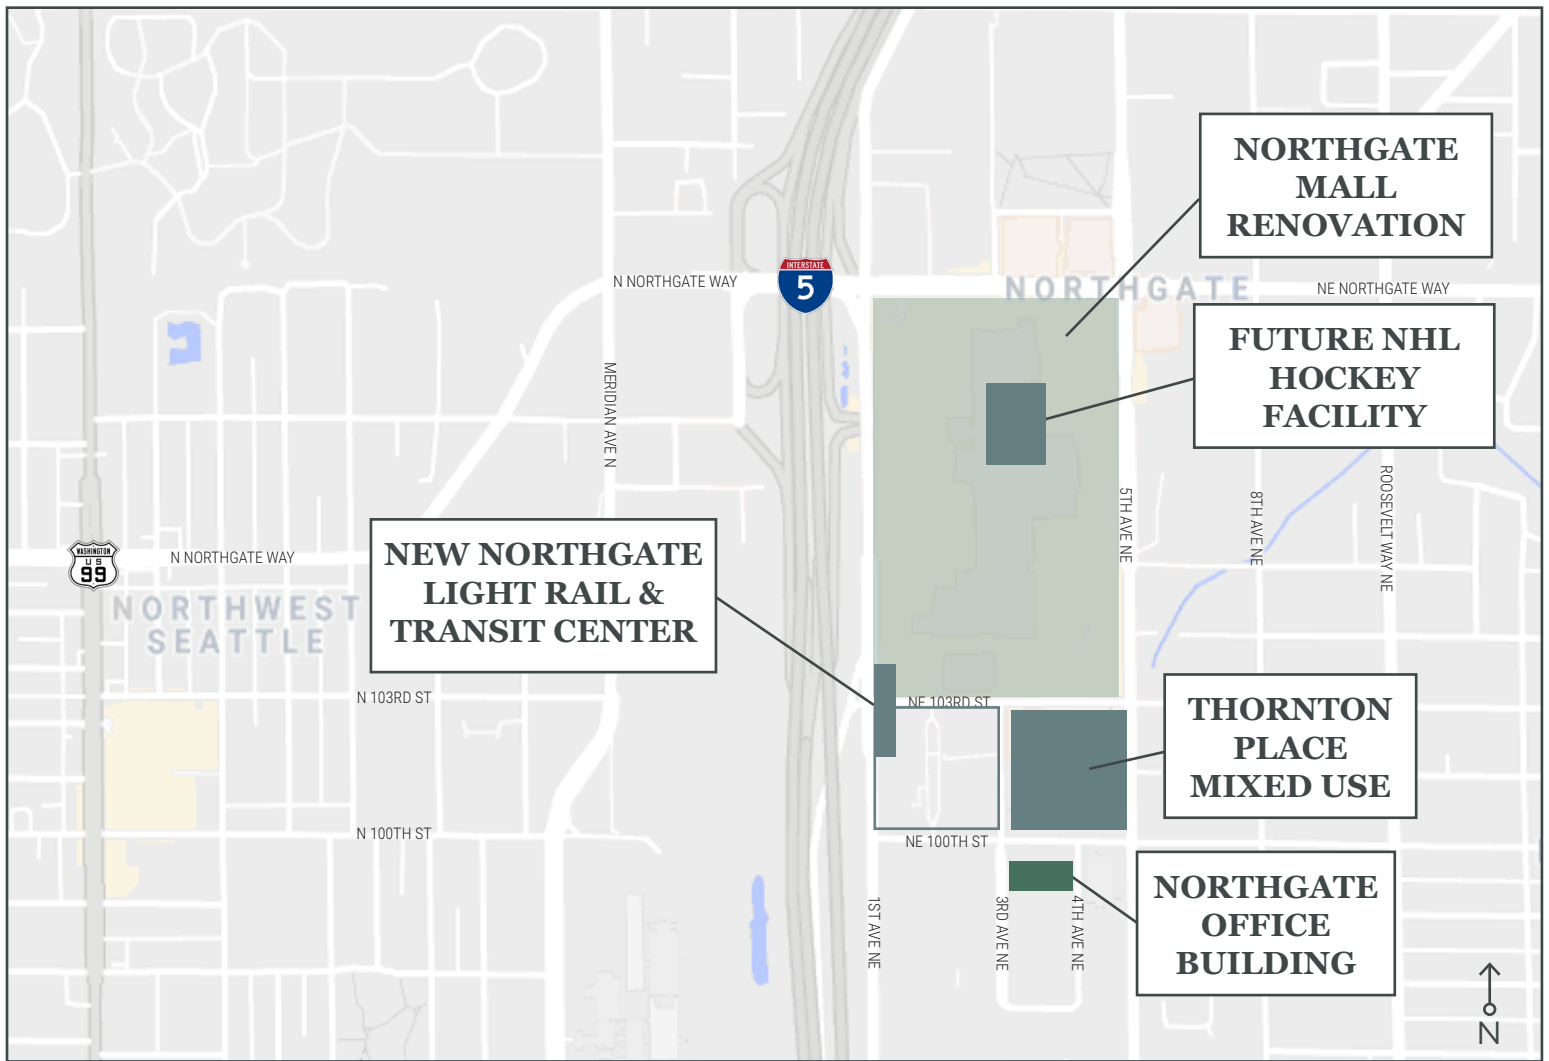 NORTHGATE
MALL
RENOVATION
INTERSTATE
5
N NORTHGATE WAY
NORTHGATE
NE NORTHGATE WAY
FUTURE NHL
HOCKEY
FACILITY
MERIDIAN AVE N
5TH AVE NE
8TH AVE NE
ROOSEVELT WAY NE
WASHINGTON
US
99
N NORTHGATE WAY
NORTHWEST
SEATTLE
NEW NORTHGATE
LIGHT RAIL &
TRANSIT CENTER
N 103RD ST
NE 103RD ST
THORNTON
PLACE
MIXED USE
N 100TH ST
NE 100TH ST
1ST AVE NE
3RD AVE NE
4TH AVE NE
NORTHGATE
OFFICE
BUILDING
N